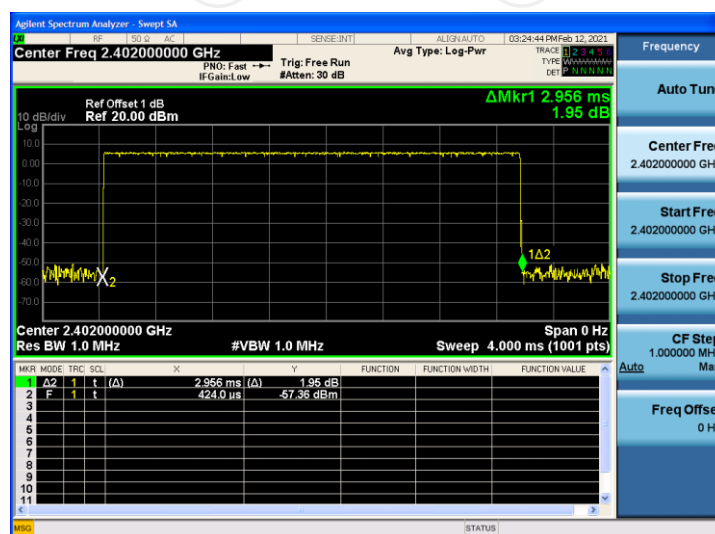 Agilent Spectrum Analyzer - Swept SA
RF 50 Ω AC SENSE:INT ALIGN AUTO 03:24:44 PM Feb 12, 2021
Center Freq 2.402000000 GHz
Avg Type: Log-Pwr
TRACE 1 2 3 4 5 6
TYPE
DET P N N N N N
PNO: Fast
IFGain:Low
Trig: Free Run
#Atten: 30 dB
Ref Offset 1 dB
Ref 20.00 dBm
10 dB/div
Log
ΔMkr1 2.956 ms
1.95 dB
10.0
0.00
-10.0
-20.0
-30.0
-40.0
-50.0
-60.0
-70.0
2
1Δ2
Center 2.402000000 GHz
Span 0 Hz
Res BW 1.0 MHz #VBW 1.0 MHz Sweep 4.000 ms (1001 pts)
MKR MODE TRC SCL X Y FUNCTION FUNCTION WIDTH FUNCTION VALUE
1 Δ2 1 t (Δ) 2.956 ms (Δ) 1.95 dB
2 F 1 t 424.0 µs -57.36 dBm
3
4
5
6
7
8
9
10
11
MSG STATUS
Frequency
Auto Tun
Center Fre
2.402000000 GH
Start Fre
2.402000000 GH
Stop Fre
2.402000000 GH
CF Ste
1.000000 MH
Auto Ma
Freq Offse
0 H